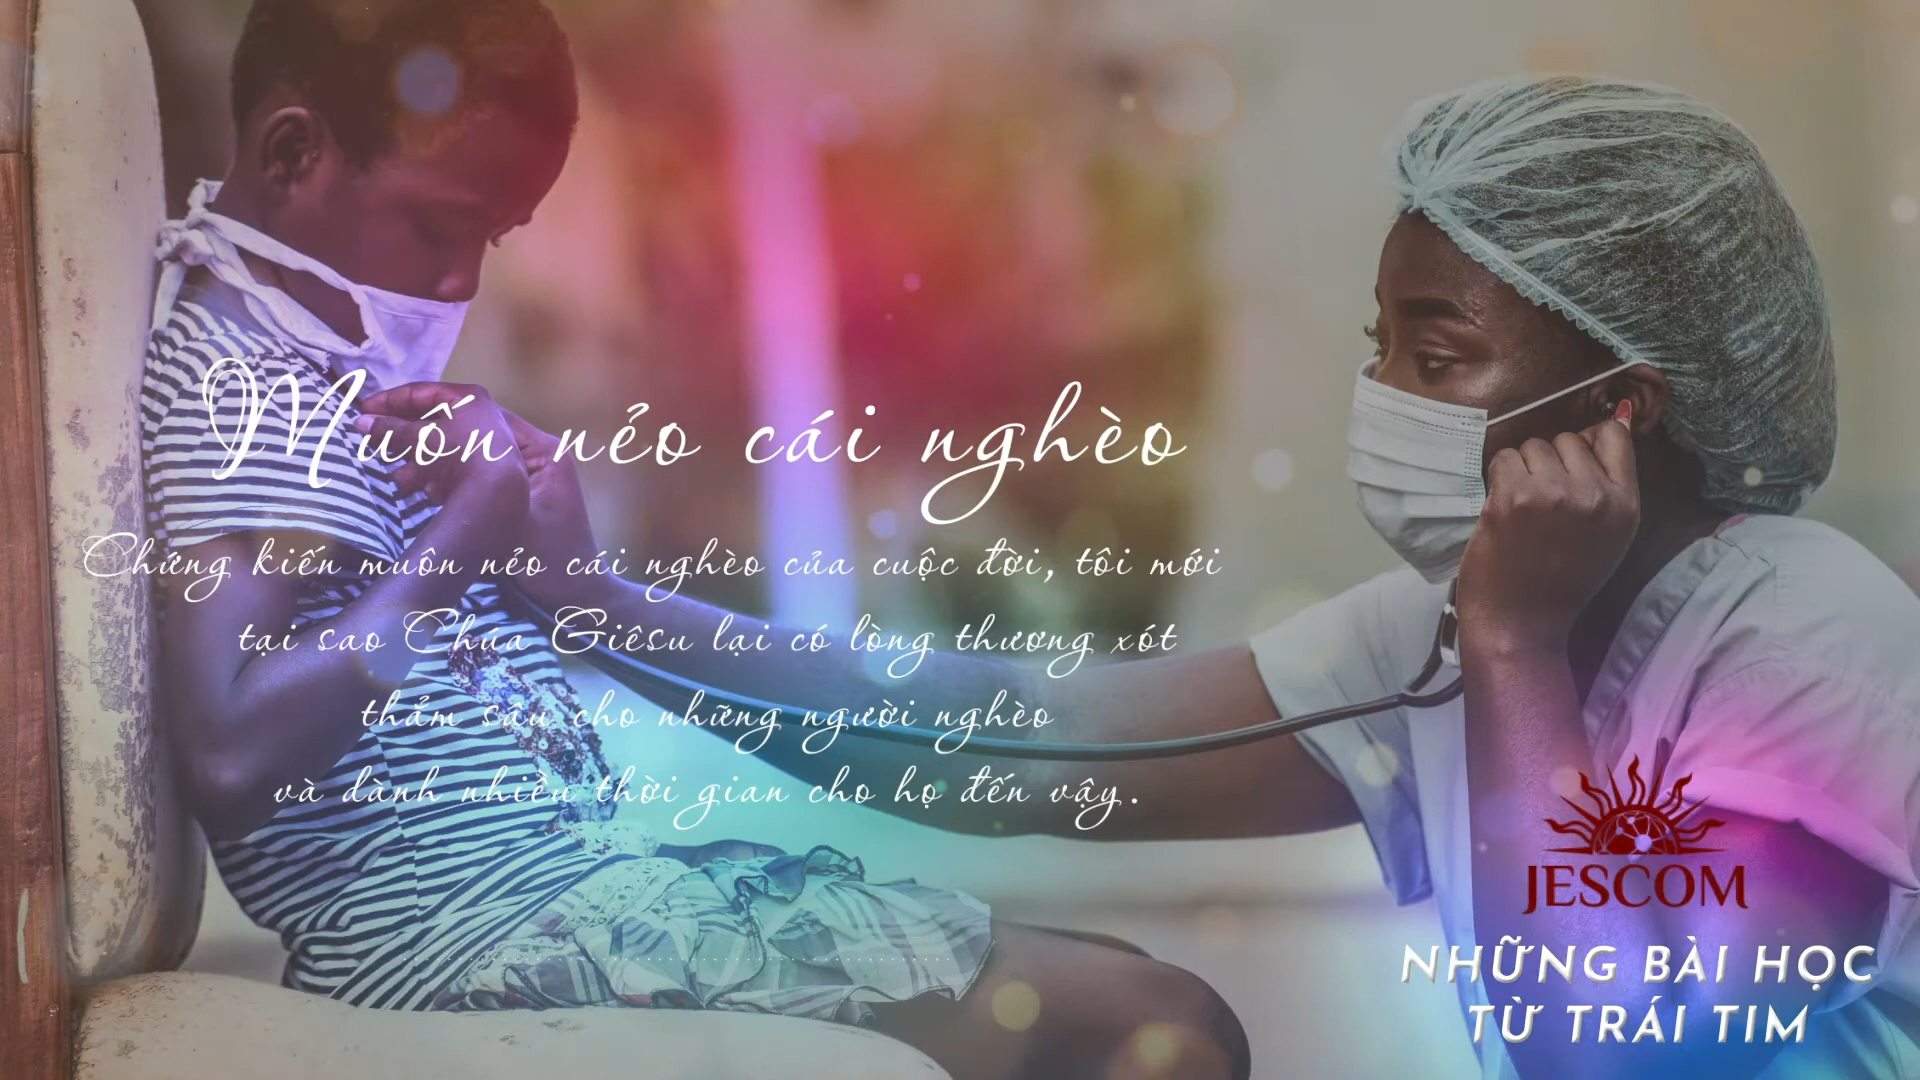 Muốn nẻo cái nghèo
Chứng kiến muôn nẻo cái nghèo của cuộc đời, tôi mới
tại sao Chúa Giêsu lại có lòng thương xót
thẳm sâu cho những người nghèo
và dành nhiều thời gian cho họ đến vậy.
JESCOM
NHỮNG BÀI HỌC
TỪ TRÁI TIM